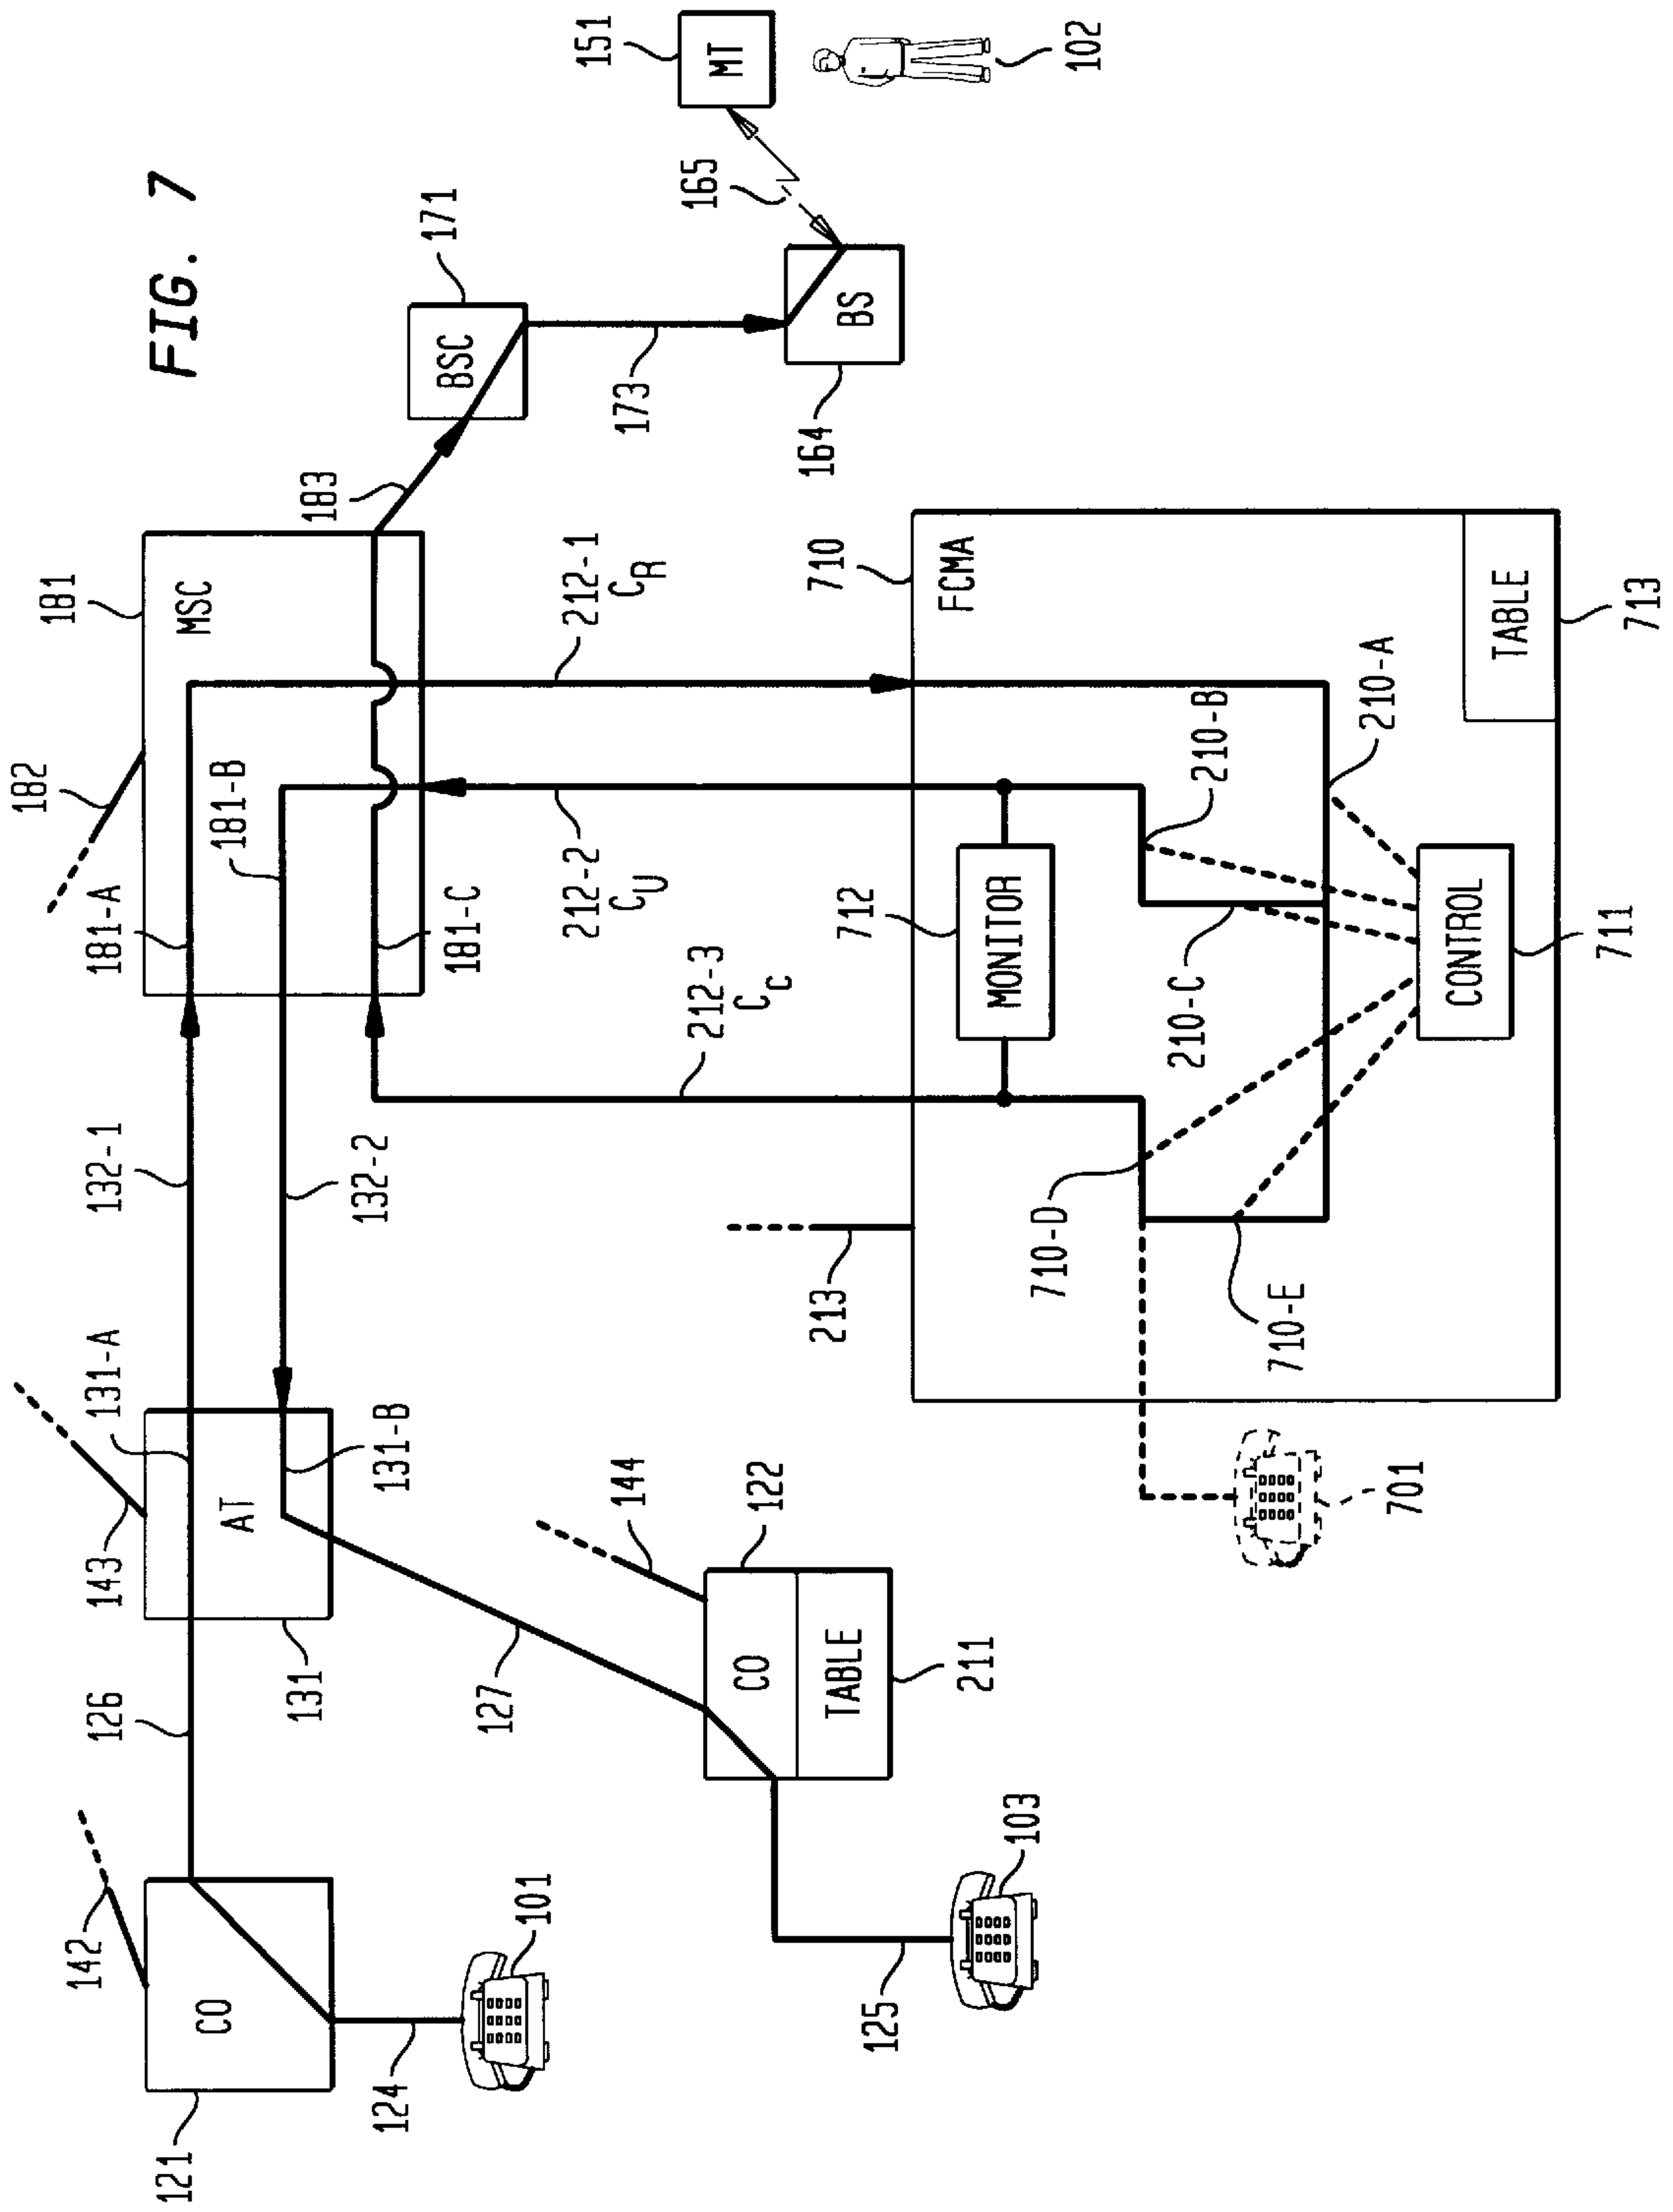 FIG. 7
142
121
CO
124
101
126
143
131-A
AT
131
131-B
132-1
132-2
127
144
122
CO
TABLE
211
125
103
182
181
MSC
181-A
181-B
181-C
183
BSC
171
173
BS
164
165
MT
151
102
212-1
C_R
212-2
C_U
212-3
C_C
213
710
FCMA
712
MONITOR
210-B
210-A
210-C
710-D
710-E
CONTROL
711
TABLE
713
701